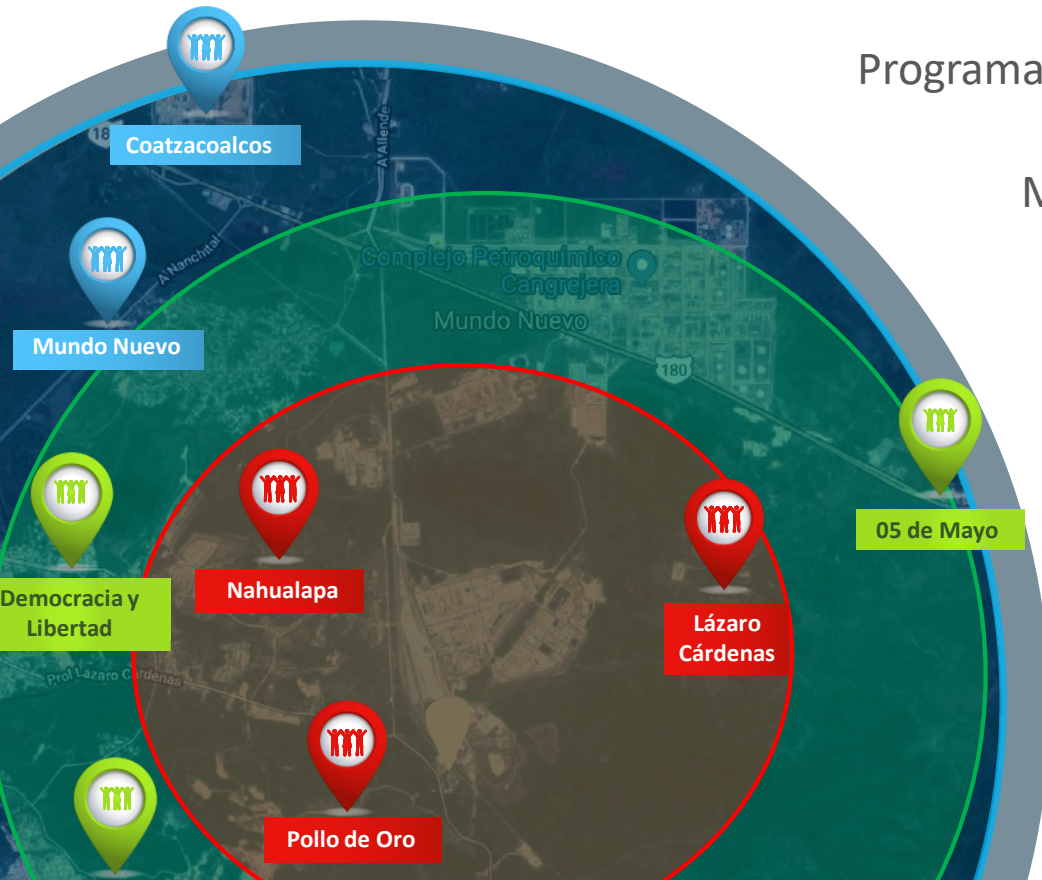 Programa
M
Coatzacoalcos
180
A'Allende
A'Nanchital
Complejo Petroquímico
Cangrejera
Mundo Nuevo
Mundo Nuevo
180
05 de Mayo
Nahualapa
Democracia y
Libertad
Lázaro
Cárdenas
Prol Lázaro Cárdenas
Pollo de Oro